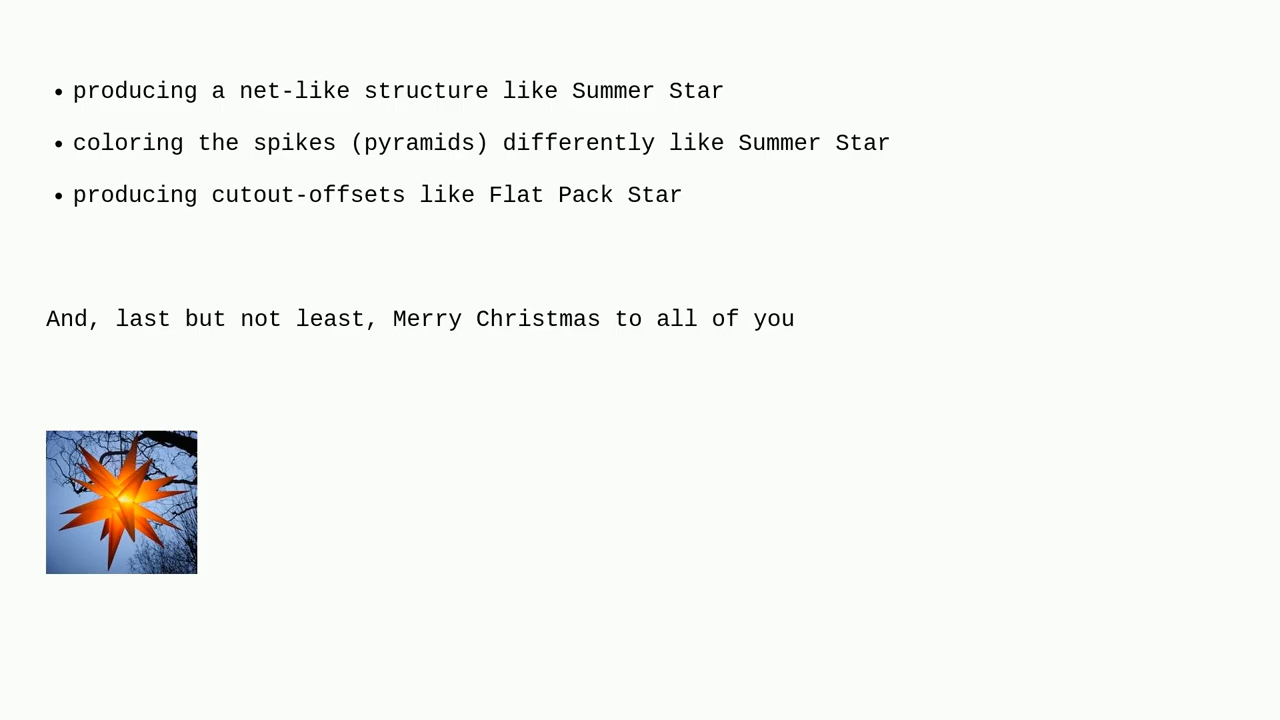 • producing a net-like structure like Summer Star
• coloring the spikes (pyramids) differently like Summer Star
• producing cutout-offsets like Flat Pack Star
And, last but not least, Merry Christmas to all of you